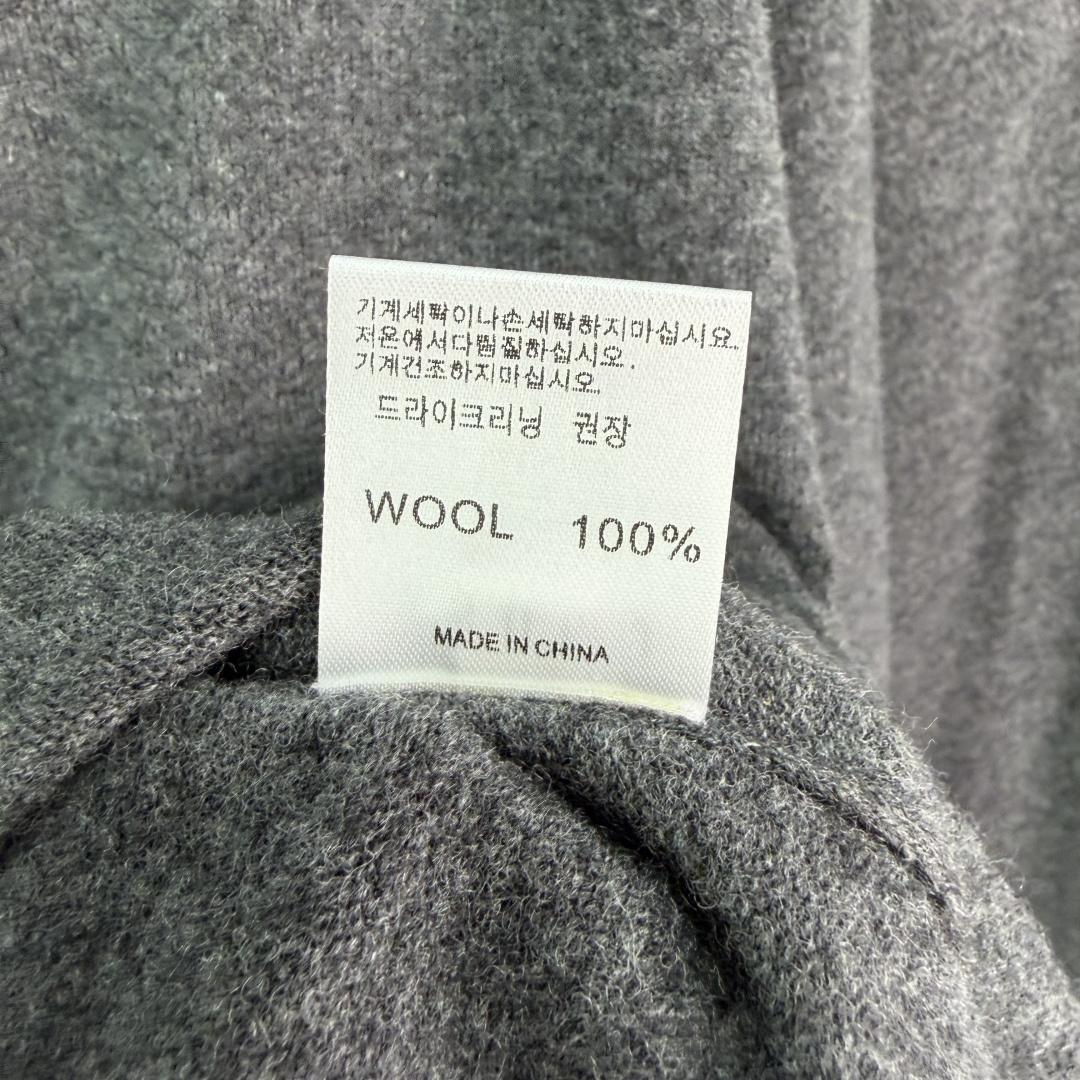 기계세탁이나손세탁하지마십시요.
저온에서다림질하십시오.
기계건조하지마십시오.
드라이크리닝 권장
WOOL 100%
MADE IN CHINA